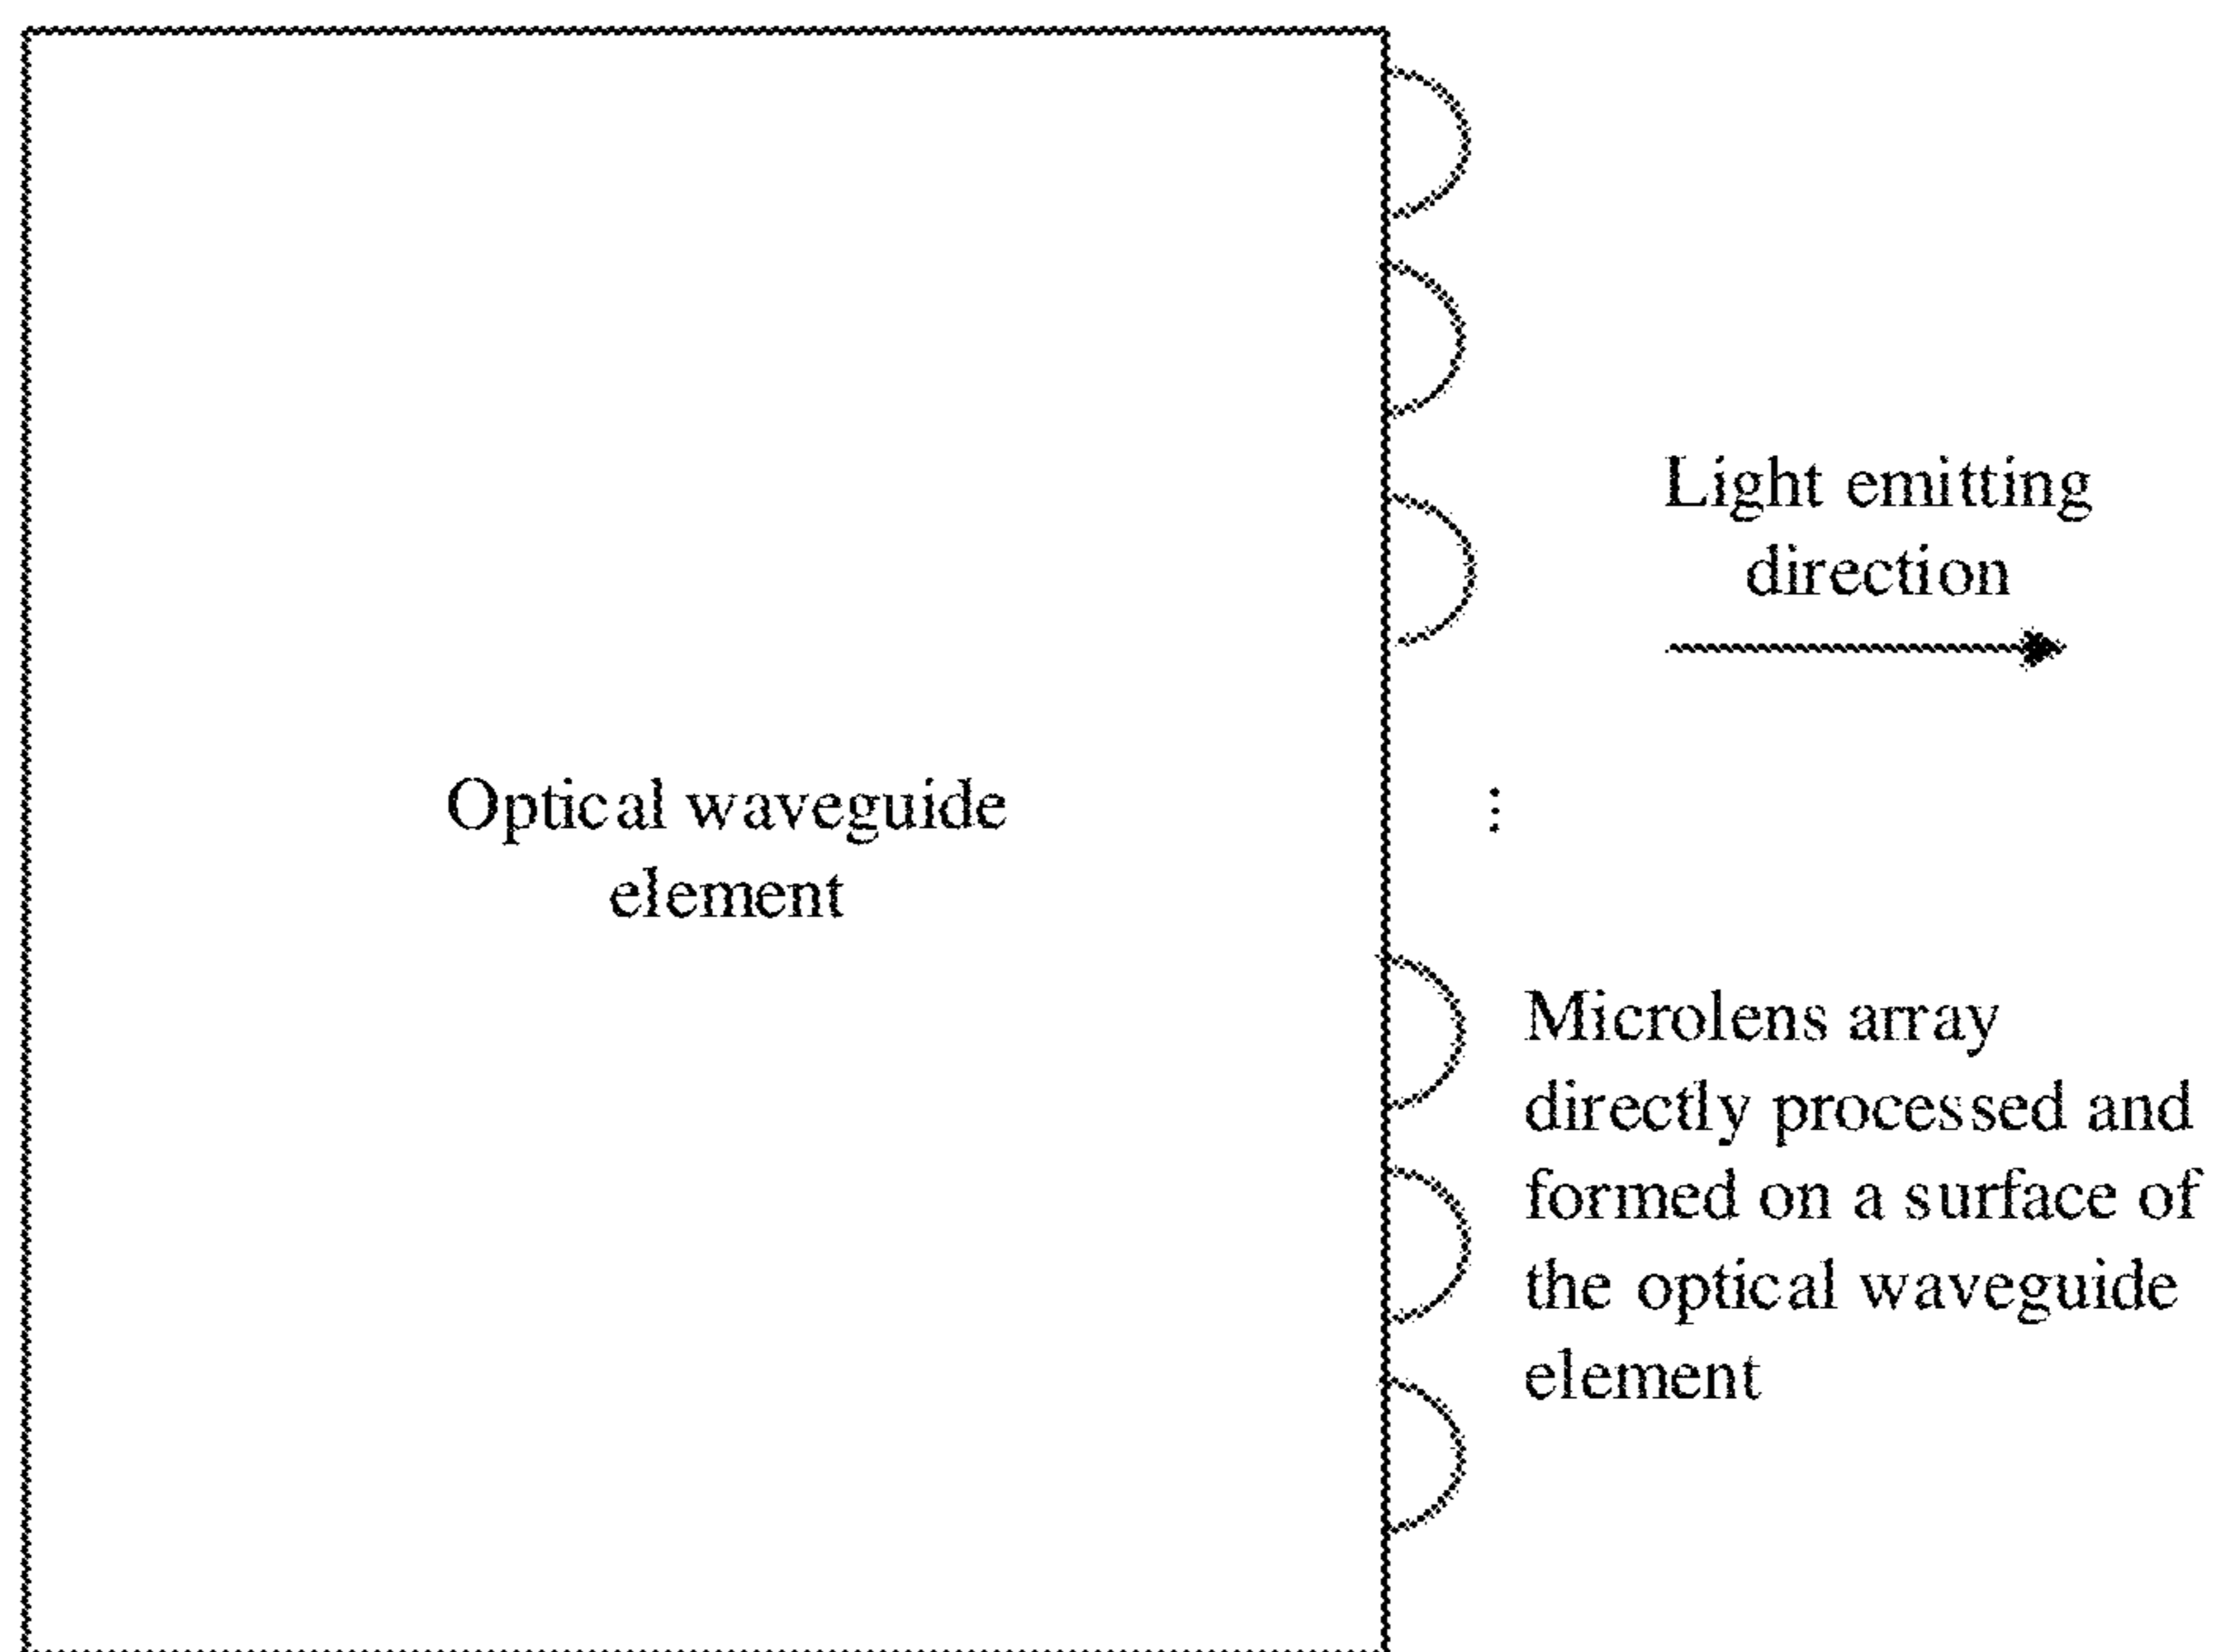 Light emitting
direction
Optical waveguide
element
⋮
Microlens array
directly processed and
formed on a surface of
the optical waveguide
element